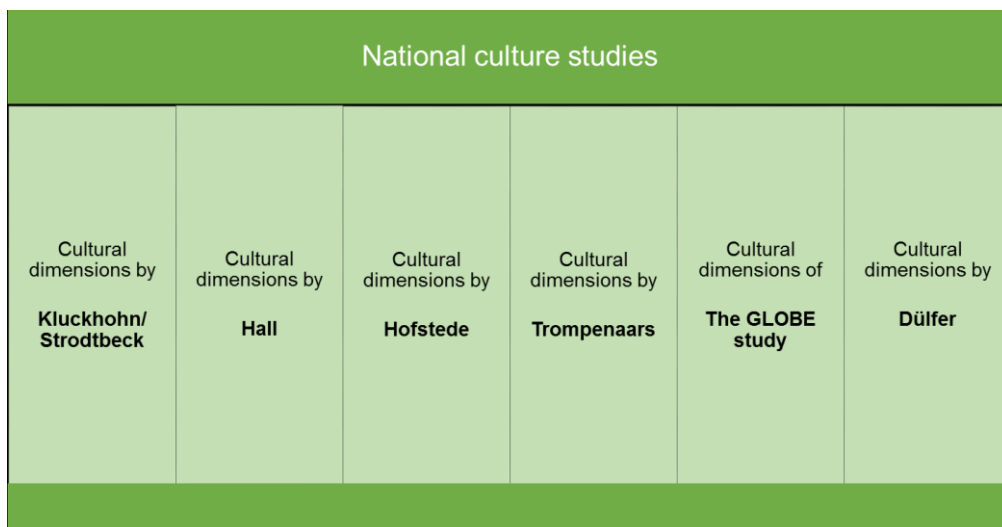 National culture studies
Cultural
dimensions by
Kluckhohn/
Strodtbeck
Cultural
dimensions by
Hall
Cultural
dimensions by
Hofstede
Cultural
dimensions by
Trompenaars
Cultural
dimensions of
The GLOBE
study
Cultural
dimensions by
Dülfer